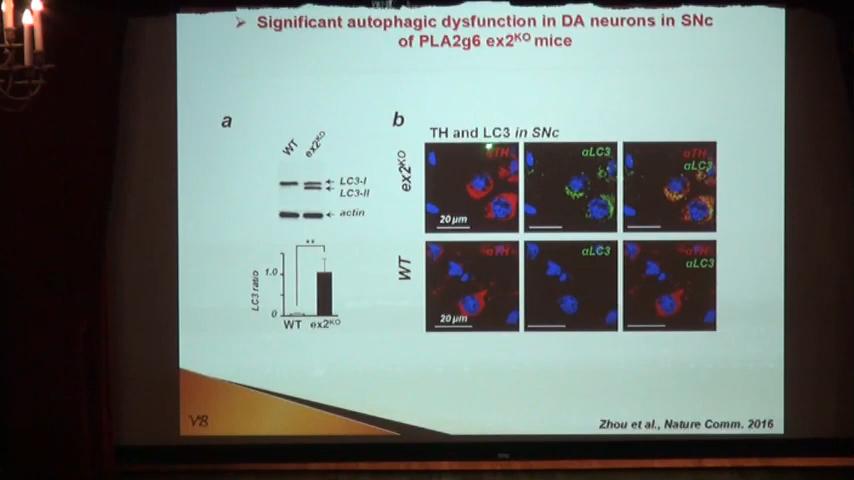 ➢ Significant autophagic dysfunction in DA neurons in SNc
of PLA2g6 ex2KO mice
a
WT ex2KO
LC3-I
LC3-II
actin
**
LC3 ratio
1.0
0
WT ex2KO
b
TH and LC3 in SNc
ex2KO
αTH
20 μm
αLC3
αTH
αLC3
WT
αTH
20 μm
αLC3
αTH
αLC3
V8
Zhou et al., Nature Comm. 2016